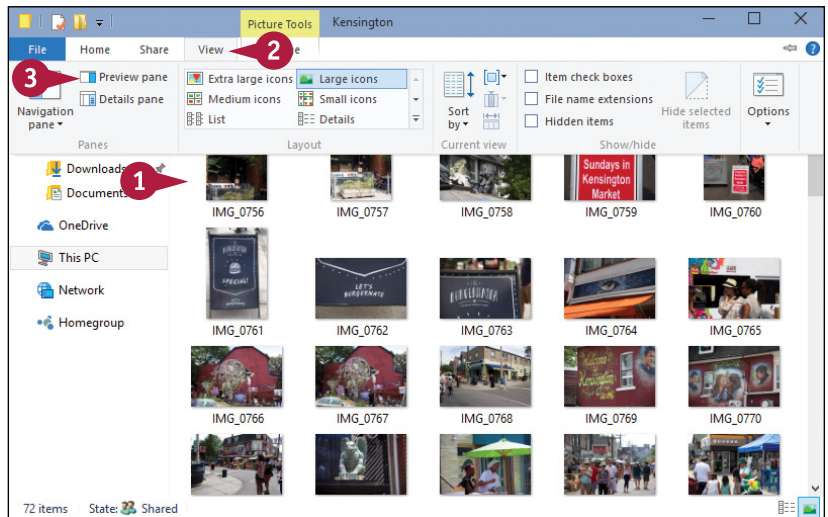 Picture Tools Kensington
File Home Share View e
2
3
Preview pane
Details pane
Navigation
pane
Panes
Extra large icons Large icons
Medium icons Small icons
List Details
Layout
Sort
by
Current view
Item check boxes
File name extensions
Hidden items
Hide selected
items
Show/hide
Options
1
Downloads
Documents
OneDrive
This PC
Network
Homegroup
Sundays in
Kensington
Market
IMG_0756 IMG_0757 IMG_0758 IMG_0759 IMG_0760
SPECIAL!
LET'S
BURGERNATE
IMG_0761 IMG_0762 IMG_0763 IMG_0764 IMG_0765
IMG_0766 IMG_0767 IMG_0768 IMG_0769 IMG_0770
72 items State: Shared